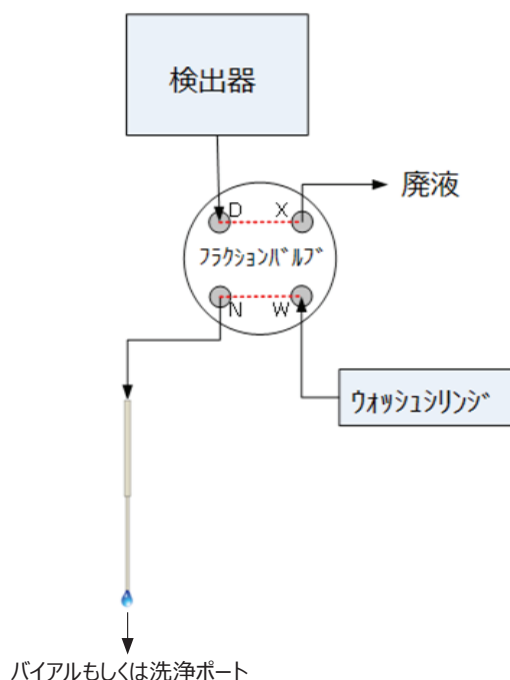 検出器
廃液
D X
フラクションバルブ
N W
ウォッシュシリンジ
バイアルもしくは洗浄ポート